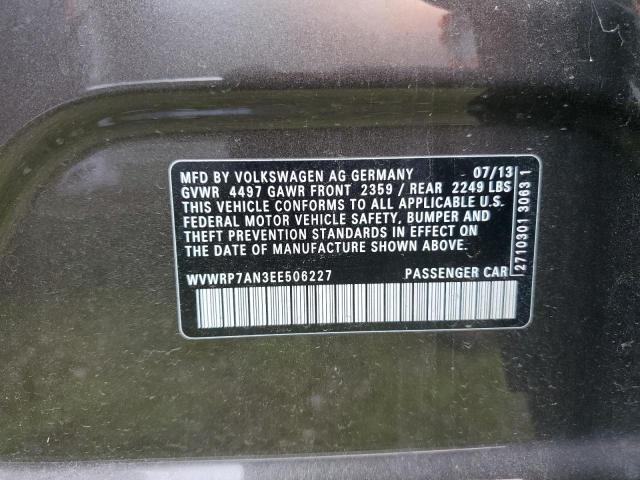 MFD BY VOLKSWAGEN AG GERMANY 07/13
GVWR 4497 GAWR FRONT 2359 / REAR 2249 LBS
THIS VEHICLE CONFORMS TO ALL APPLICABLE U.S.
FEDERAL MOTOR VEHICLE SAFETY, BUMPER AND
THEFT PREVENTION STANDARDS IN EFFECT ON
THE DATE OF MANUFACTURE SHOWN ABOVE.
WVWRP7AN3EE506227 PASSENGER CAR
2710301 3063 1